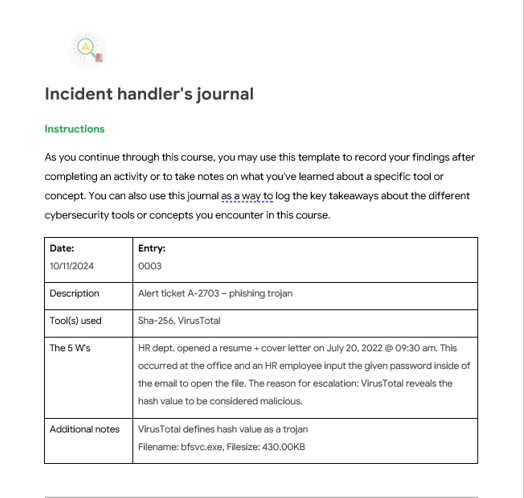 Incident handler's journal
Instructions
As you continue through this course, you may use this template to record your findings after
completing an activity or to take notes on what you've learned about a specific tool or
concept. You can also use this journal as a way to log the key takeaways about the different
cybersecurity tools or concepts you encounter in this course.
Date:
10/11/2024
Entry:
0003
Description
Alert ticket A-2703 – phishing trojan
Tool(s) used
Sha-256, VirusTotal
The 5 W's
HR dept. opened a resume + cover letter on July 20, 2022 @ 09:30 am. This
occurred at the office and an HR employee input the given password inside of
the email to open the file. The reason for escalation: VirusTotal reveals the
hash value to be considered malicious.
Additional notes
VirusTotal defines hash value as a trojan
Filename: bfsvc.exe, Filesize: 430.00KB